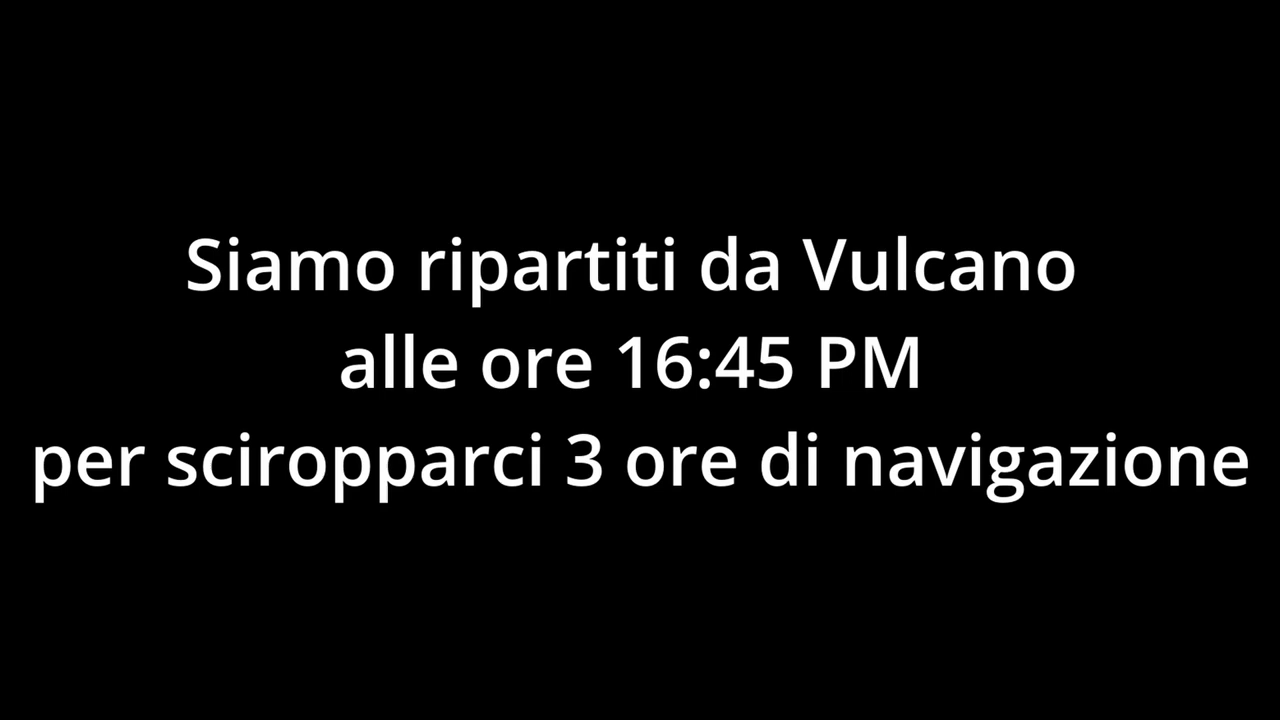 Siamo ripartiti da Vulcano
alle ore 16:45 PM
per sciropparci 3 ore di navigazione